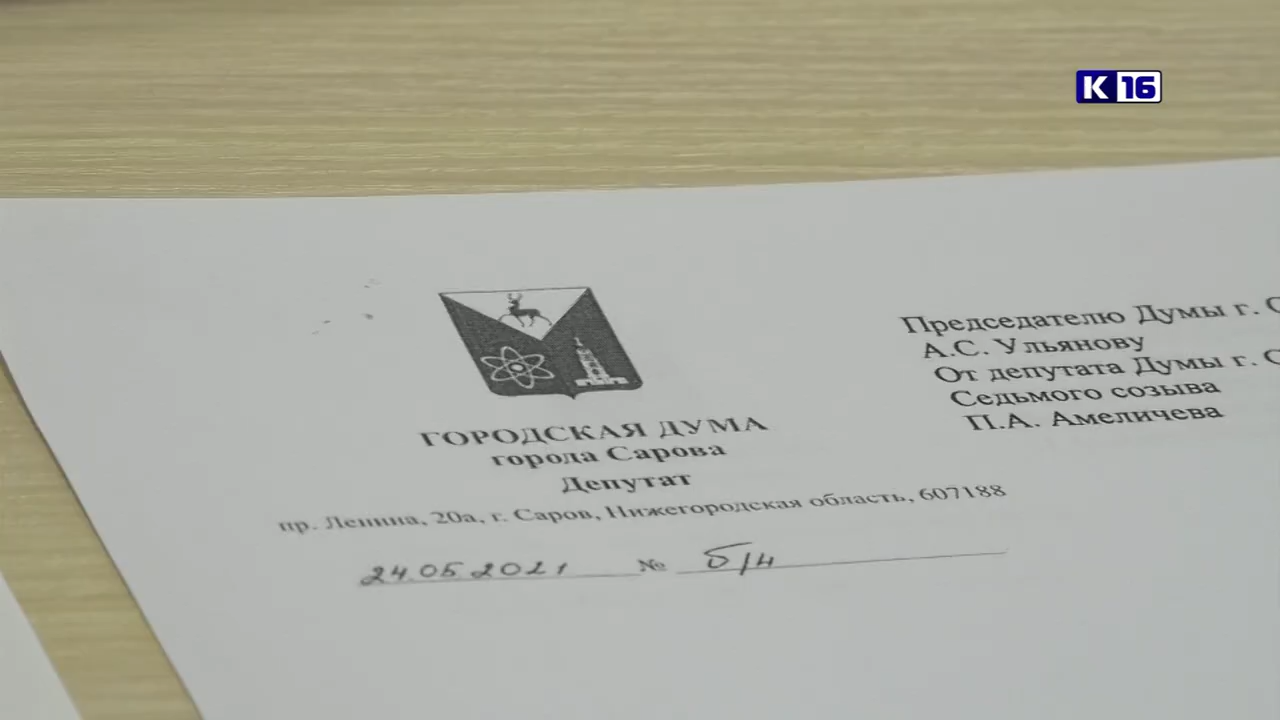 К 16
ГОРОДСКАЯ ДУМА
города Сарова
Депутат
пр. Ленина, 20а, г. Саров, Нижегородская область, 607188
24.05.2021 № б/н
Председателю Думы г. С
А.С. Ульянову
От депутата Думы г. С
Седьмого созыва
П.А. Амеличева